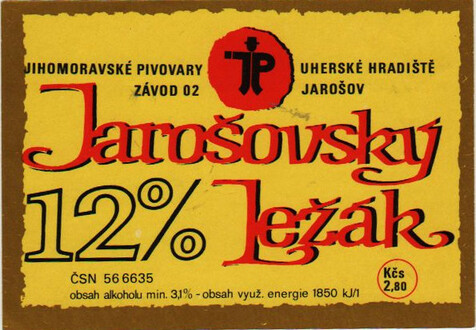 JP
JIHOMORAVSKÉ PIVOVARY UHERSKÉ HRADIŠTĚ
ZÁVOD 02 JAROŠOV
Jarošovský
12% Ležák
ČSN 56 6635
obsah alkoholu min. 3,1% - obsah využ. energie 1850 kJ/l
Kčs
2,80